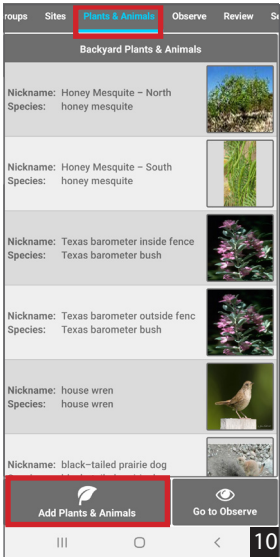 roups Sites Plants & Animals Observe Review Se
Backyard Plants & Animals
Nickname: Honey Mesquite – North
Species: honey mesquite
Nickname: Honey Mesquite – South
Species: honey mesquite
Nickname: Texas barometer inside fence
Species: Texas barometer bush
Nickname: Texas barometer outside fenc
Species: Texas barometer bush
Nickname: house wren
Species: house wren
Nickname: black-tailed prairie dog
Add Plants & Animals Go to Observe
10